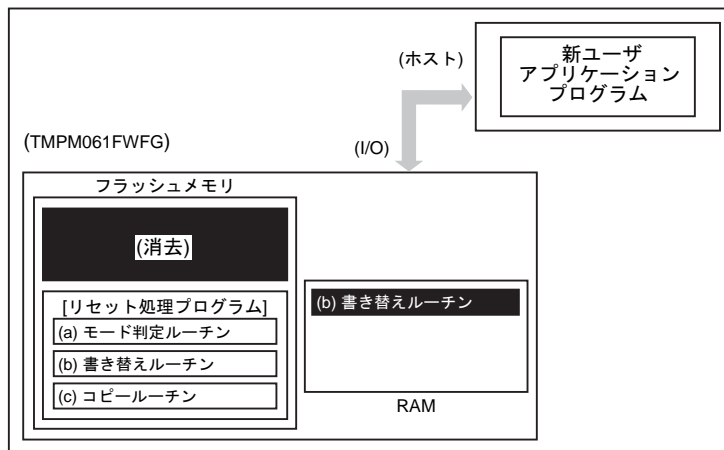 (ホスト)
新ユーザ
アプリケーション
プログラム
(TMPM061FWFG)
(I/O)
フラッシュメモリ
(消去)
[リセット処理プログラム]
(a) モード判定ルーチン
(b) 書き替えルーチン
(c) コピールーチン
(b) 書き替えルーチン
RAM